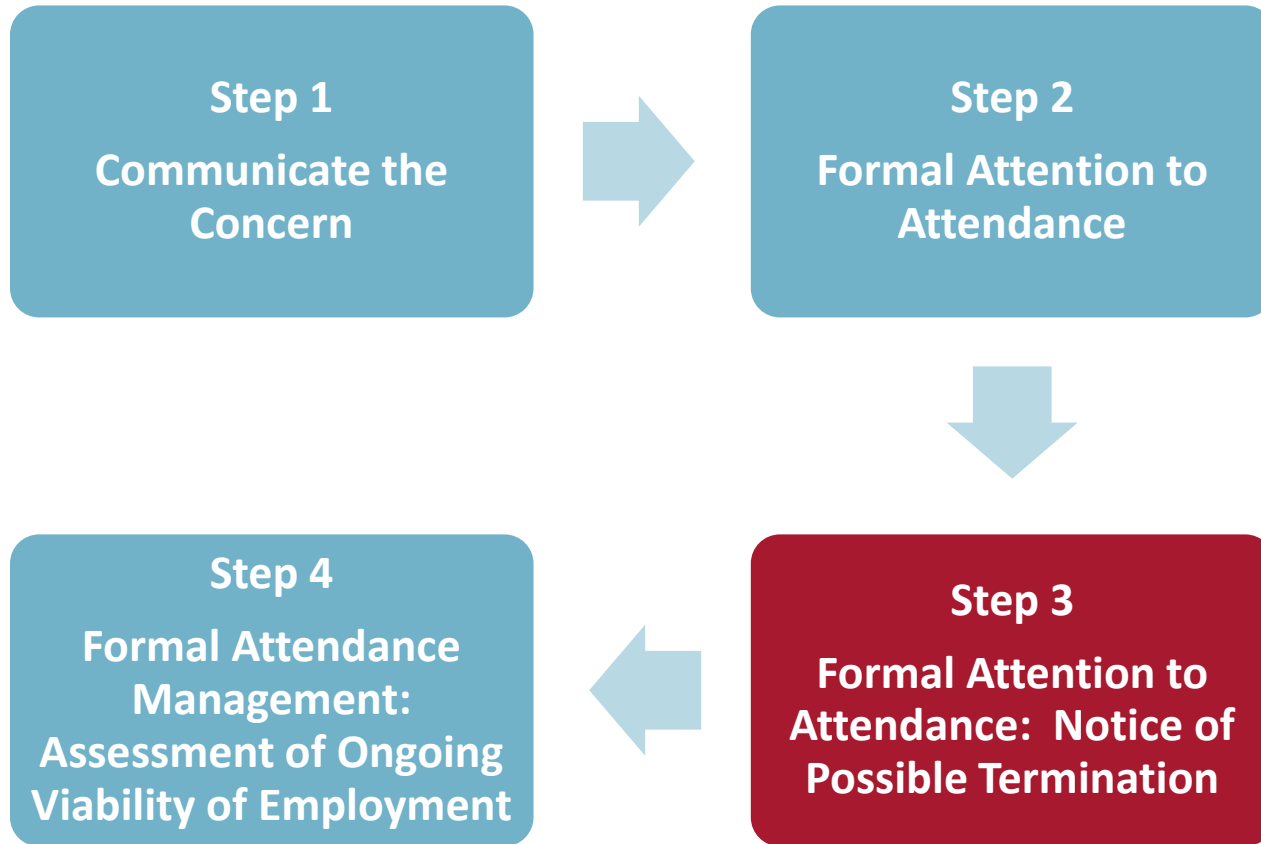 Step 1
Communicate the
Concern
Step 2
Formal Attention to
Attendance
Step 3
Formal Attention to
Attendance:  Notice of
Possible Termination
Step 4
Formal Attendance
Management:
Assessment of Ongoing
Viability of Employment